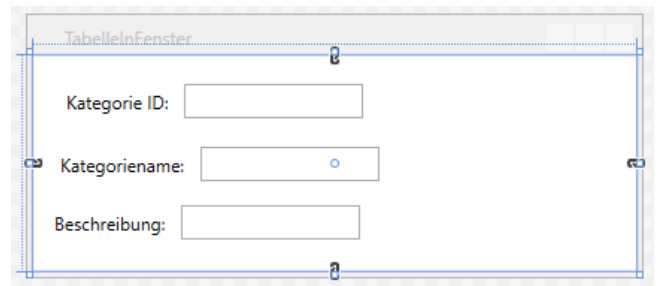 TabelleInFenster
Kategorie ID:
Kategoriename:
Beschreibung: